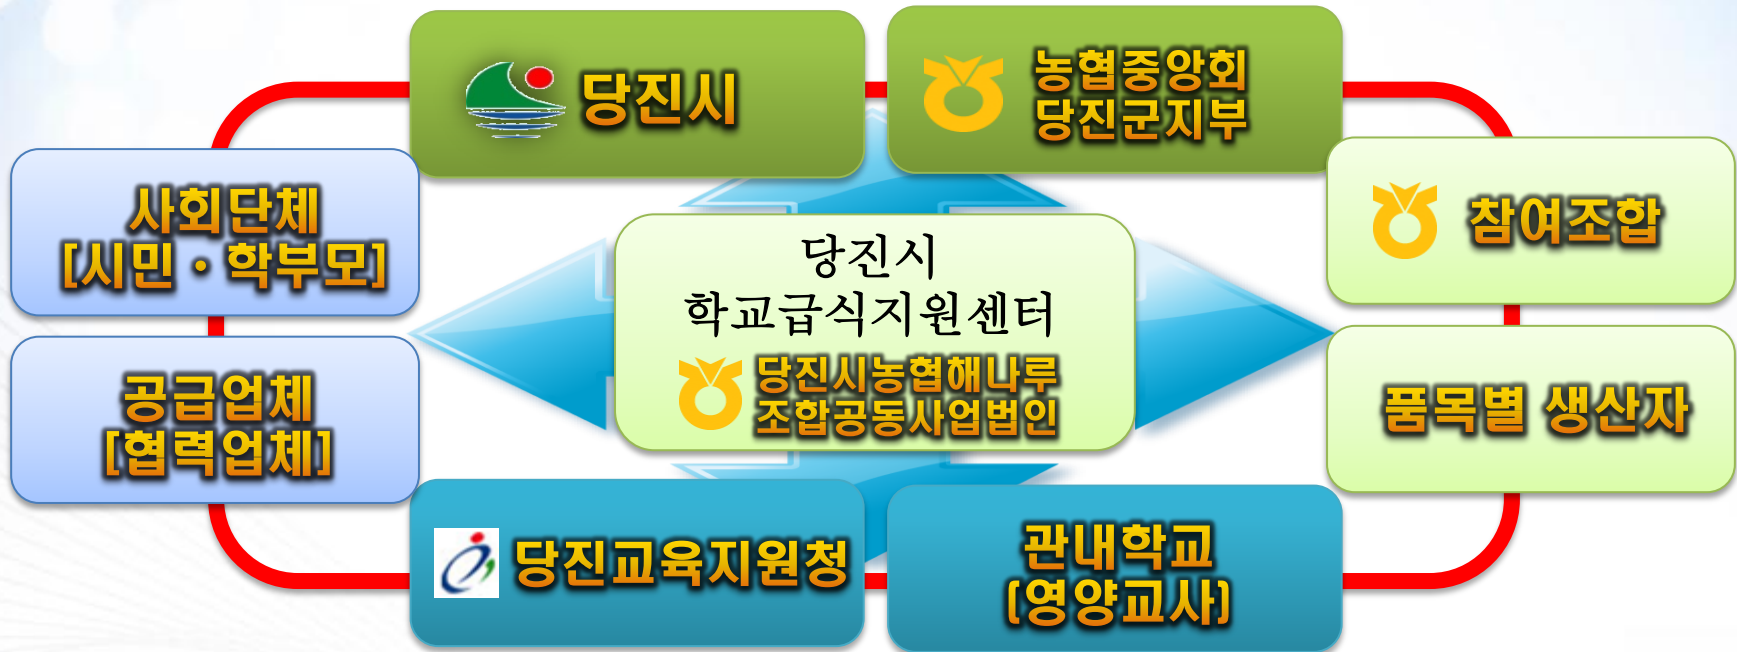 당진시
농협중앙회
당진군지부
사회단체
[시민·학부모]
참여조합
당진시
학교급식지원센터
당진시농협해나루
조합공동사업법인
공급업체
[협력업체]
품목별 생산자
당진교육지원청
관내학교
(영양교사)